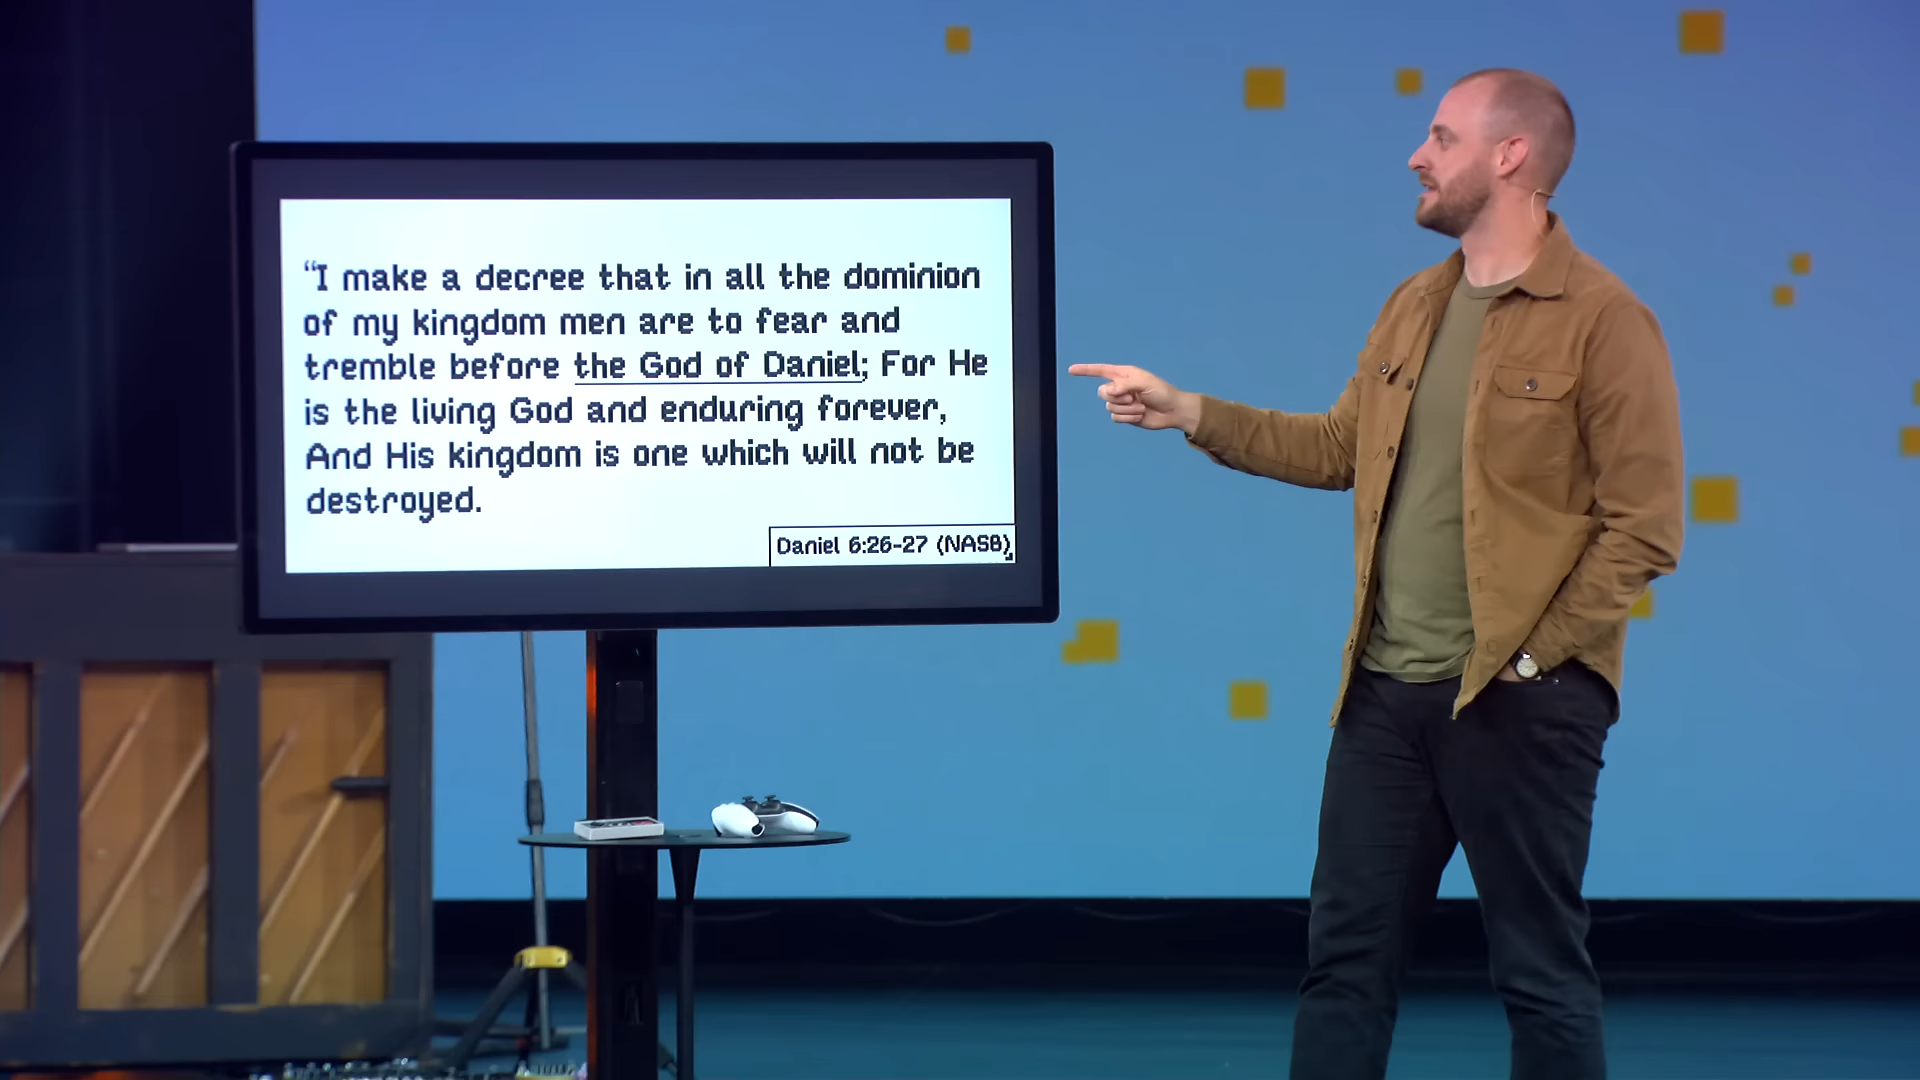 “I make a decree that in all the dominion
of my kingdom men are to fear and
tremble before the God of Daniel; For He
is the living God and enduring forever,
And His kingdom is one which will not be
destroyed.
Daniel 6:26-27 (NASB)